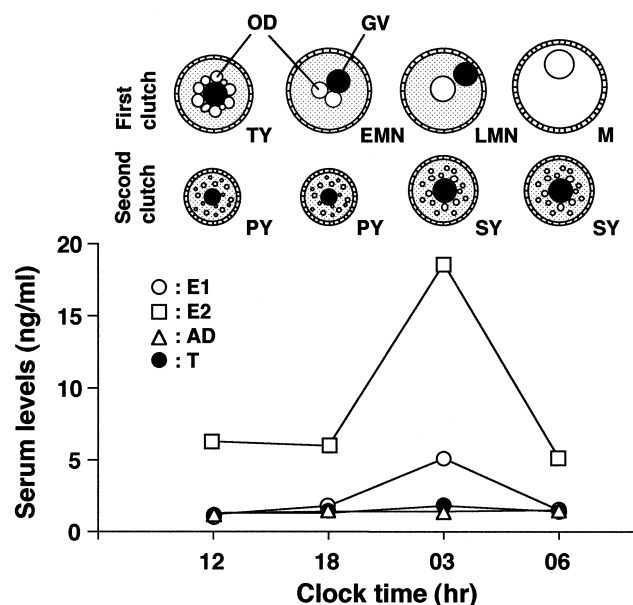 OD GV
First clutch
TY EMN LMN M
Second clutch
PY PY SY SY
20
15
10
5
0
Serum levels (ng/ml)
: E1
: E2
: AD
: T
12 18 03 06
Clock time (hr)